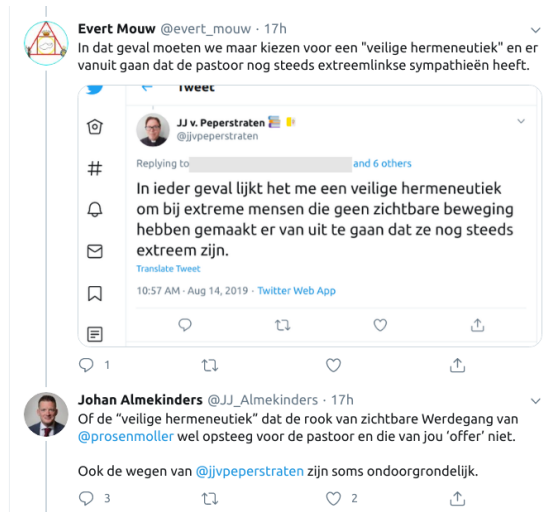 Evert Mouw @evert_mouw · 17h
In dat geval moeten we maar kiezen voor een "veilige hermeneutiek" en er
vanuit gaan dat de pastoor nog steeds extreemlinkse sympathieën heeft.
Tweet
JJ v. Peperstraten
@jjvpeperstraten
Replying to and 6 others
In ieder geval lijkt het me een veilige hermeneutiek
om bij extreme mensen die geen zichtbare beweging
hebben gemaakt er van uit te gaan dat ze nog steeds
extreem zijn.
Translate Tweet
10:57 AM · Aug 14, 2019 · Twitter Web App
1
Johan Almekinders @JJ_Almekinders · 17h
Of de “veilige hermeneutiek” dat de rook van zichtbare Werdegang van
@prosenmoller wel opsteeg voor de pastoor en die van jou ‘offer’ niet.
Ook de wegen van @jjvpeperstraten zijn soms ondoorgrondelijk.
3 2